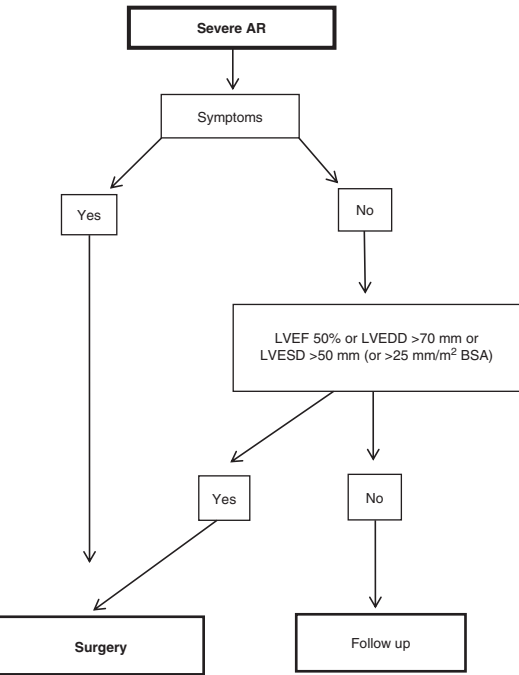 Severe AR
Symptoms
Yes
No
LVEF 50% or LVEDD >70 mm or
LVESD >50 mm (or >25 mm/m² BSA)
Yes
No
Surgery
Follow up